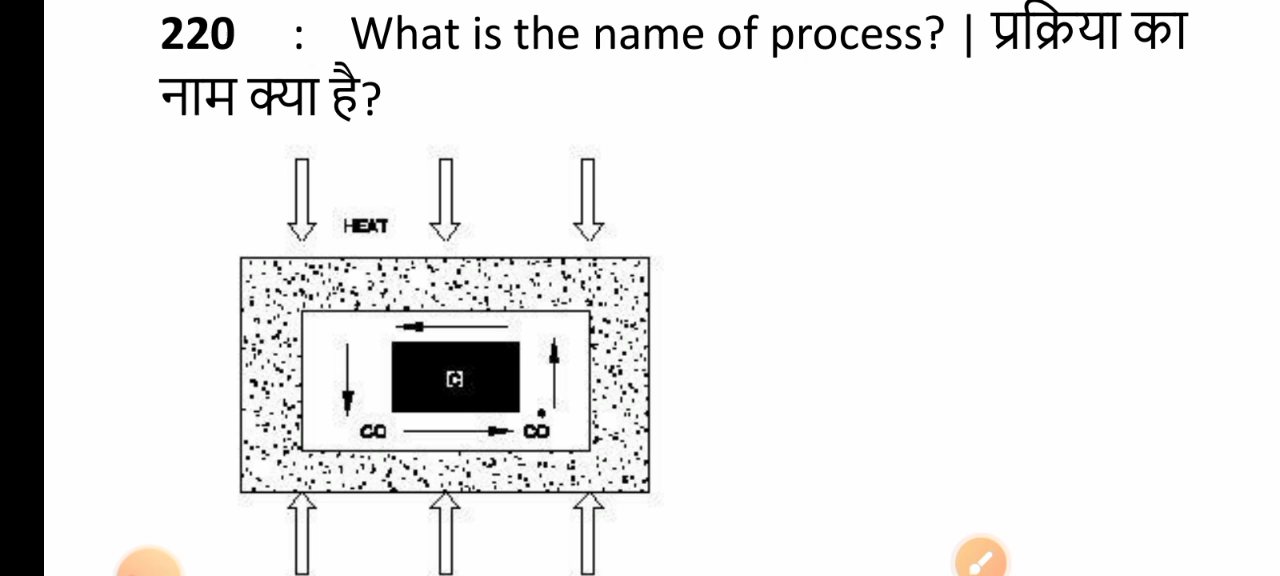 220 : What is the name of process? | प्रक्रिया का
नाम क्या है?
HEAT
C
CO CO